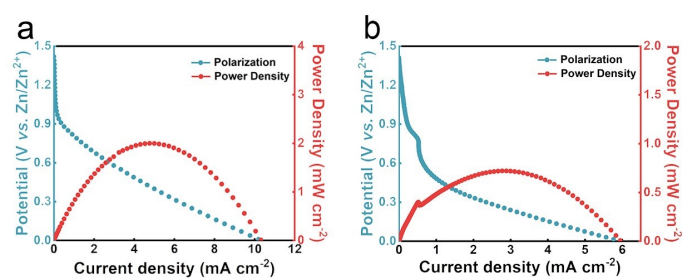 a
1.5
1.2
0.9
0.6
0.3
0.0
Potential (V vs. Zn/Zn²⁺)
Polarization
Power Density
4
3
2
1
0
Power Density (mW cm⁻²)
0 2 4 6 8 10 12
Current density (mA cm⁻²)
b
1.5
1.2
0.9
0.6
0.3
0.0
Potential (V vs. Zn/Zn²⁺)
Polarization
Power Density
2.0
1.5
1.0
0.5
0.0
Power Density (mW cm⁻²)
0 1 2 3 4 5 6
Current density (mA cm⁻²)